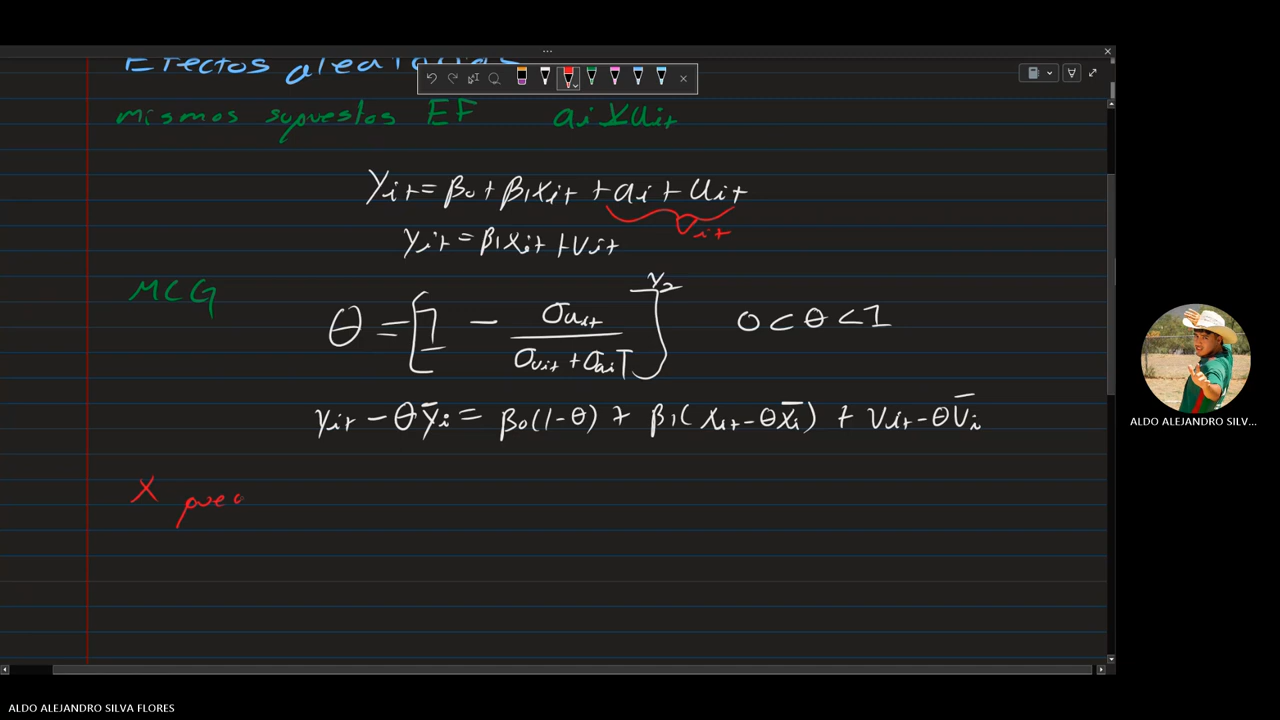 Efectos aleatorios
mismos supuestos EF ai ⊻ uit
yit = β0 + β1xit + ai + uit
vit
yit = β1xit + vit
MCG
θ = [1 − σuit / (σuit + σaiT)]^1/2 0 < θ < 1
yit − θȳi = β0(1−θ) + β1(xit − θx̄i) + vit − θv̄i
X pued
ALDO ALEJANDRO SILV...
ALDO ALEJANDRO SILVA FLORES